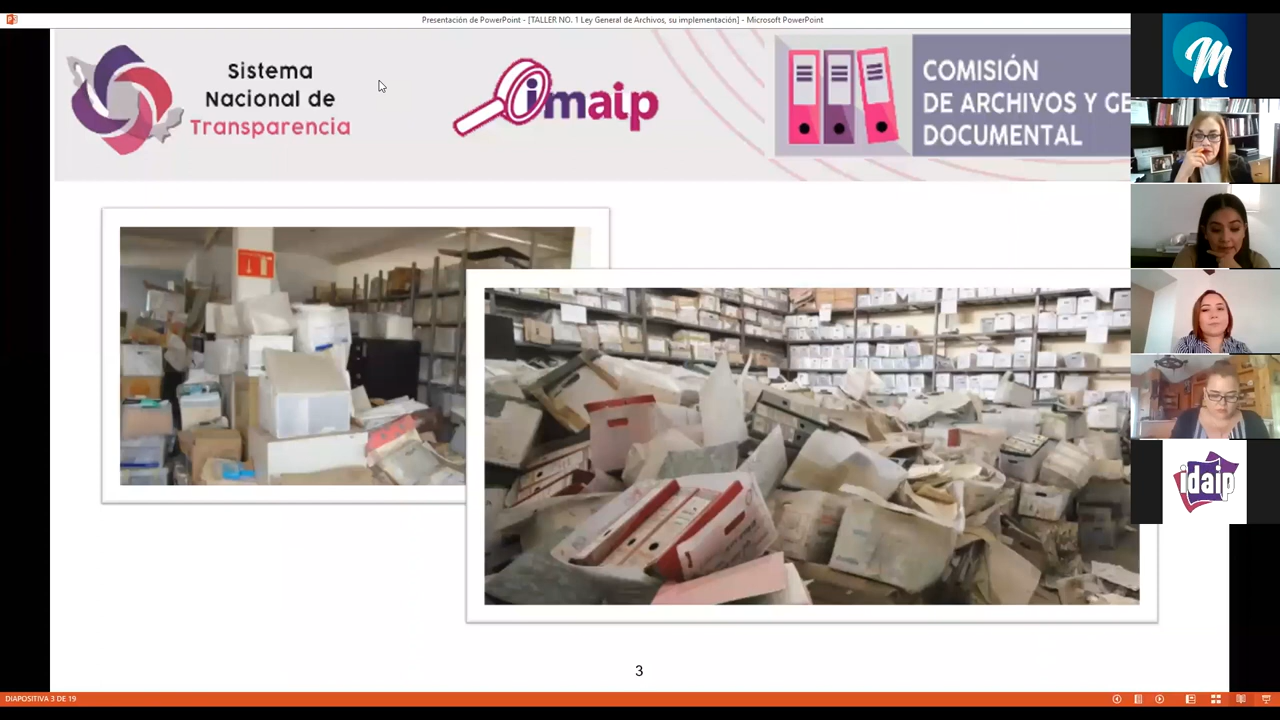 Presentación de PowerPoint - [TALLER NO. 1 Ley General de Archivos, su implementación] - Microsoft PowerPoint
Sistema
Nacional de
Transparencia
imaip
COMISIÓN
DE ARCHIVOS Y GE
DOCUMENTAL
M
idaip
3
DIAPOSITIVA 3 DE 19